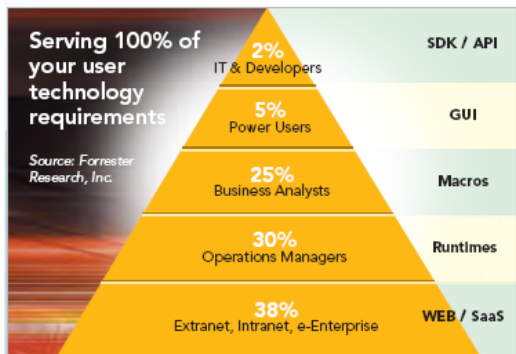 Serving 100% of
your user
technology
requirements
Source: Forrester
Research, Inc.
2%
IT & Developers
SDK / API
5%
Power Users
GUI
25%
Business Analysts
Macros
30%
Operations Managers
Runtimes
38%
Extranet, Intranet, e-Enterprise
WEB / SaaS